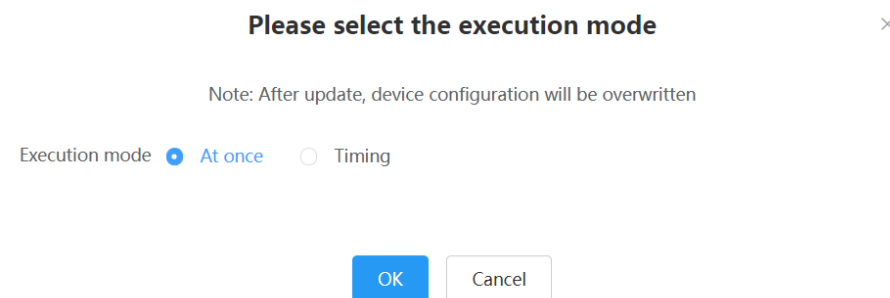 Please select the execution mode
Note: After update, device configuration will be overwritten
Execution mode At once Timing
OK Cancel